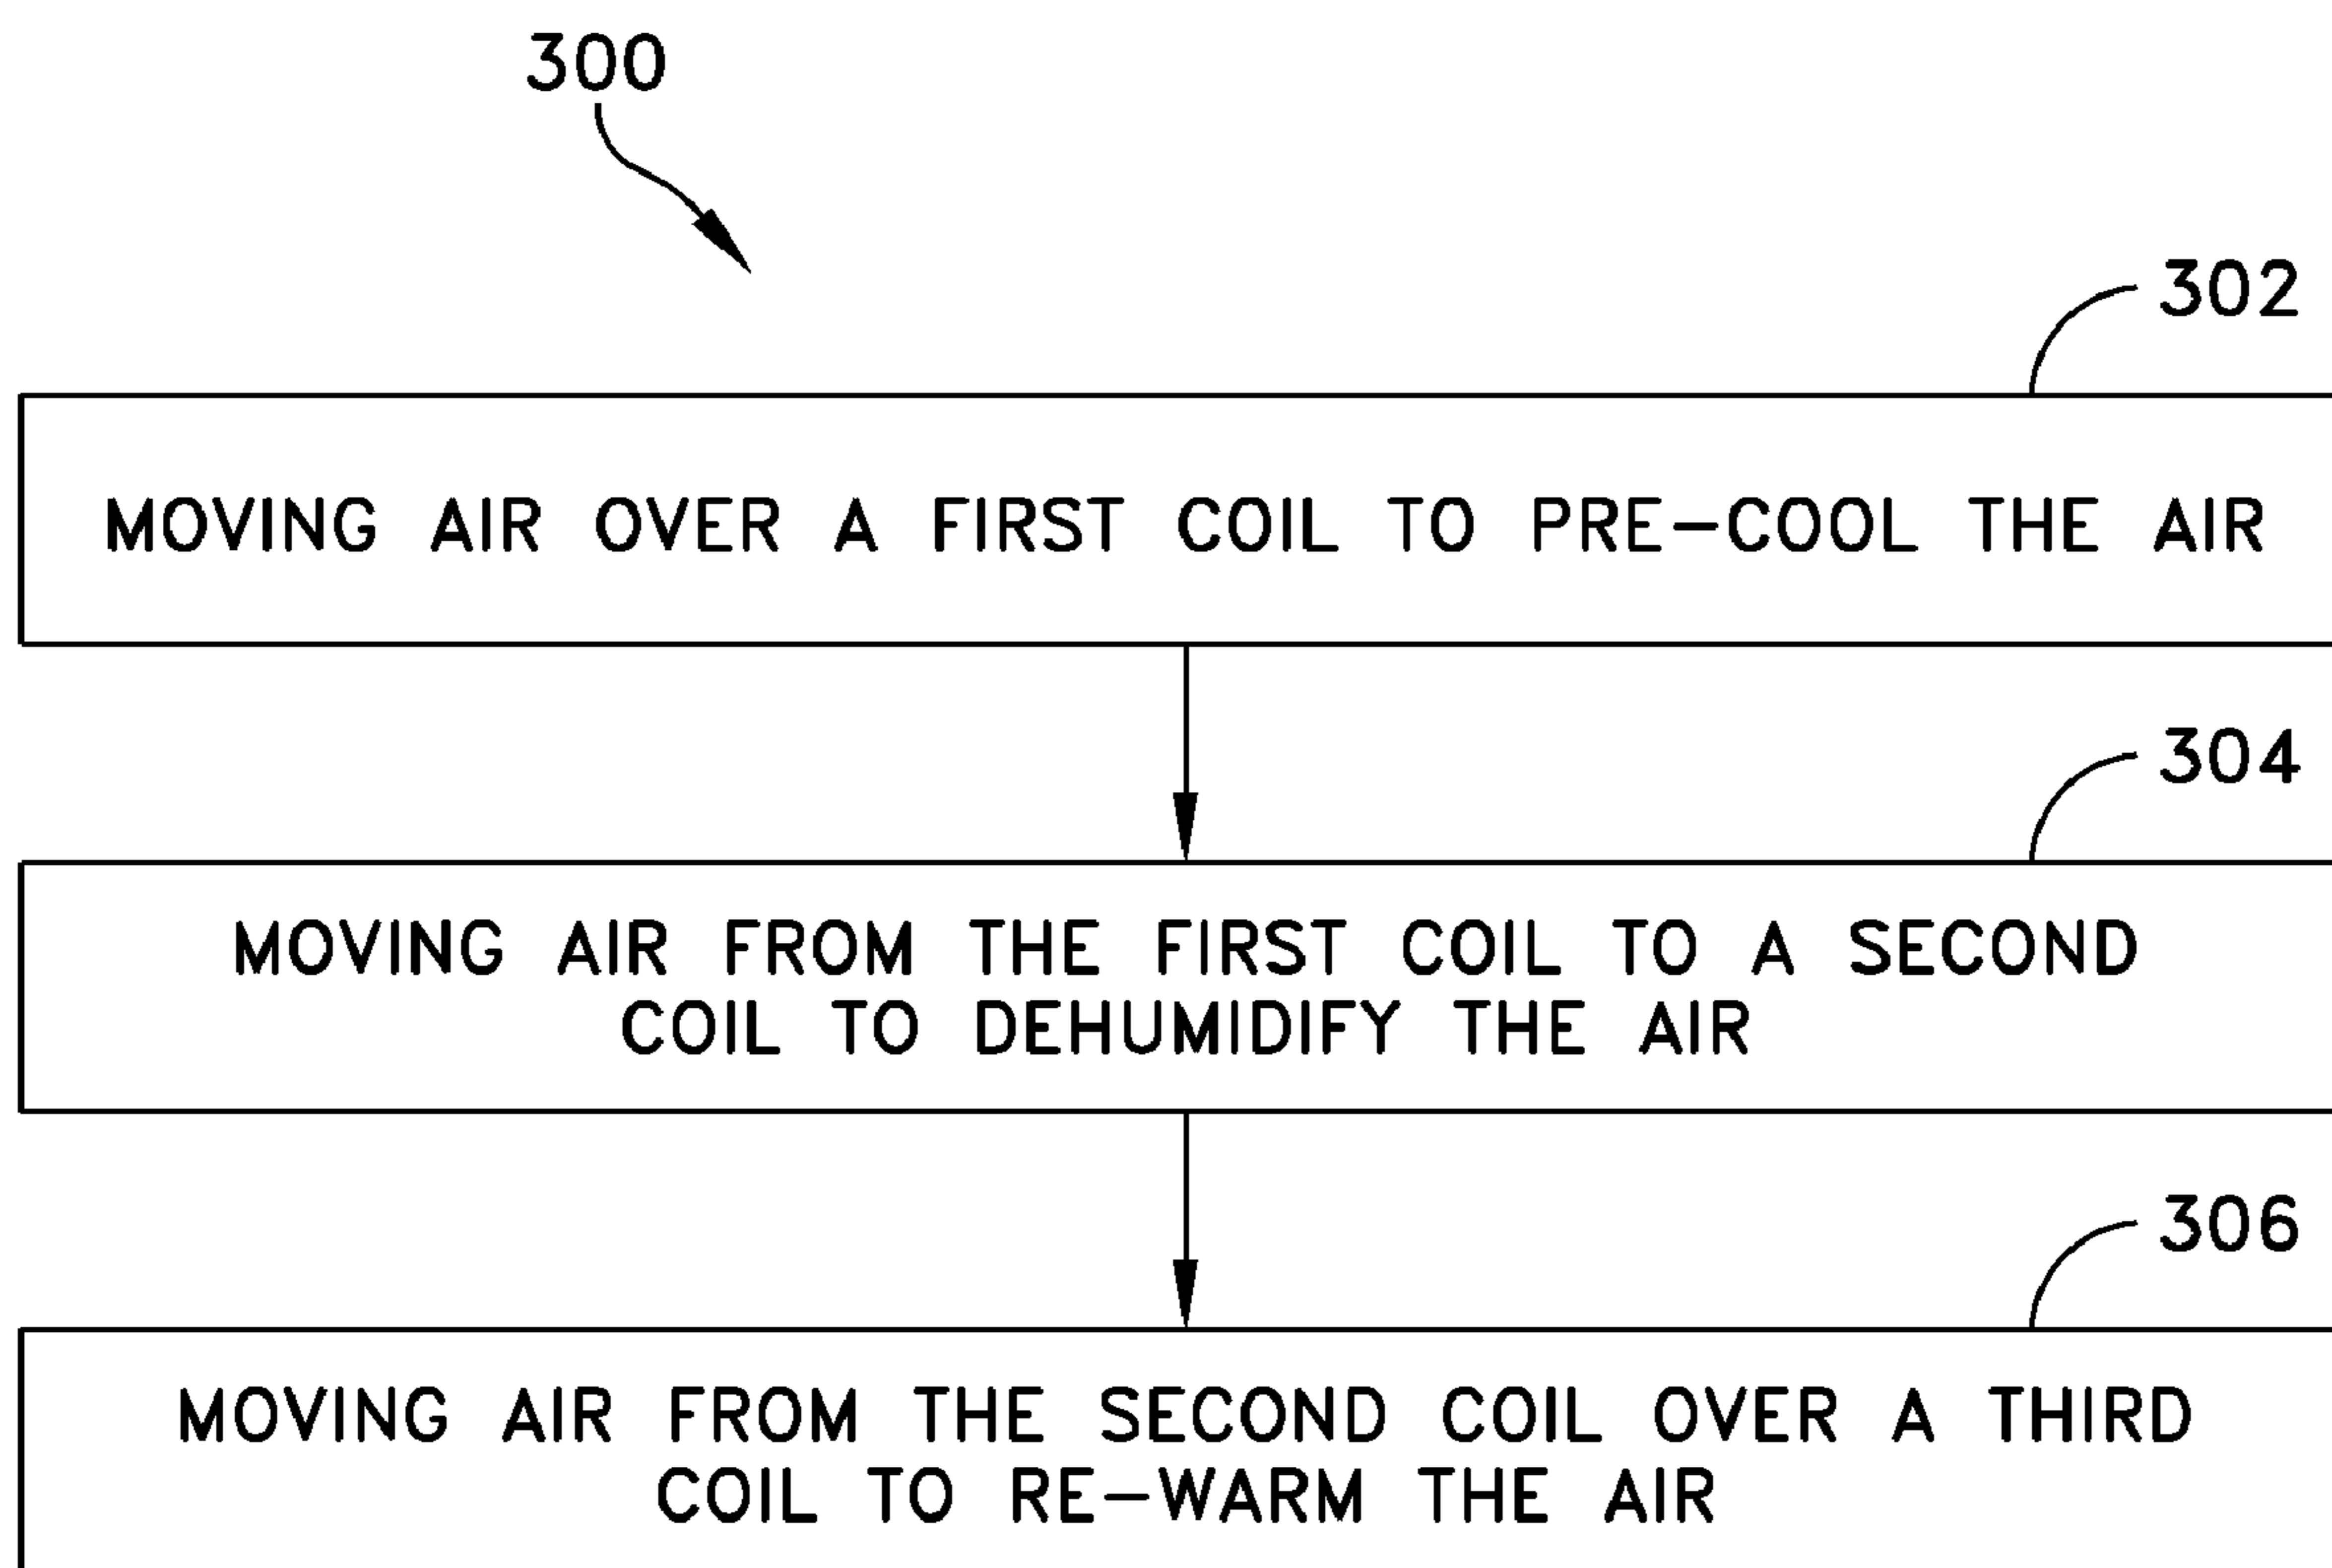 300
302
MOVING AIR OVER A FIRST COIL TO PRE-COOL THE AIR
304
MOVING AIR FROM THE FIRST COIL TO A SECOND
COIL TO DEHUMIDIFY THE AIR
306
MOVING AIR FROM THE SECOND COIL OVER A THIRD
COIL TO RE-WARM THE AIR